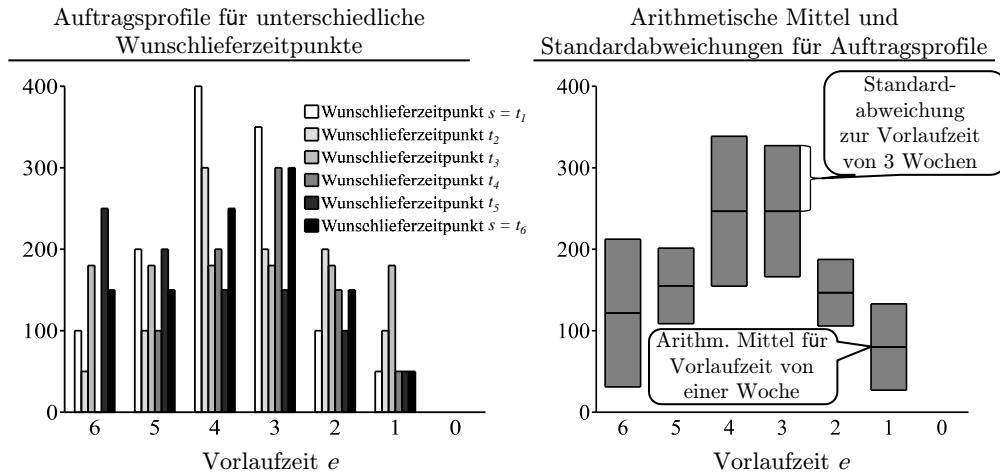 Auftragsprofile für unterschiedliche
Wunschlieferzeitpunkte
400
300
200
100
0
Wunschlieferzeitpunkt s = t1
Wunschlieferzeitpunkt t2
Wunschlieferzeitpunkt t3
Wunschlieferzeitpunkt t4
Wunschlieferzeitpunkt t5
Wunschlieferzeitpunkt s = t6
6 5 4 3 2 1 0
Vorlaufzeit e
Arithmetische Mittel und
Standardabweichungen für Auftragsprofile
400
300
200
100
0
Standard-
abweichung
zur Vorlaufzeit
von 3 Wochen
Arithm. Mittel für
Vorlaufzeit von
einer Woche
6 5 4 3 2 1 0
Vorlaufzeit e